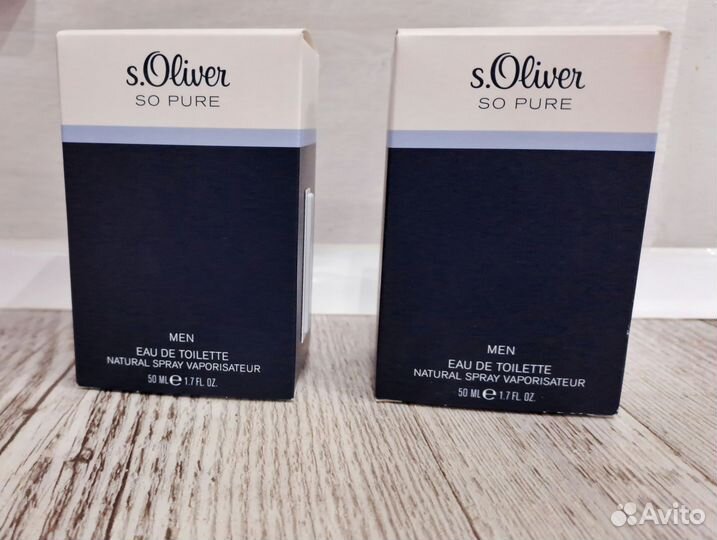 s.Oliver
SO PURE
MEN
EAU DE TOILETTE
NATURAL SPRAY VAPORISATEUR
50 ML ℮ 1.7 FL. OZ.
s.Oliver
SO PURE
MEN
EAU DE TOILETTE
NATURAL SPRAY VAPORISATEUR
50 ML ℮ 1.7 FL. OZ.
Avito